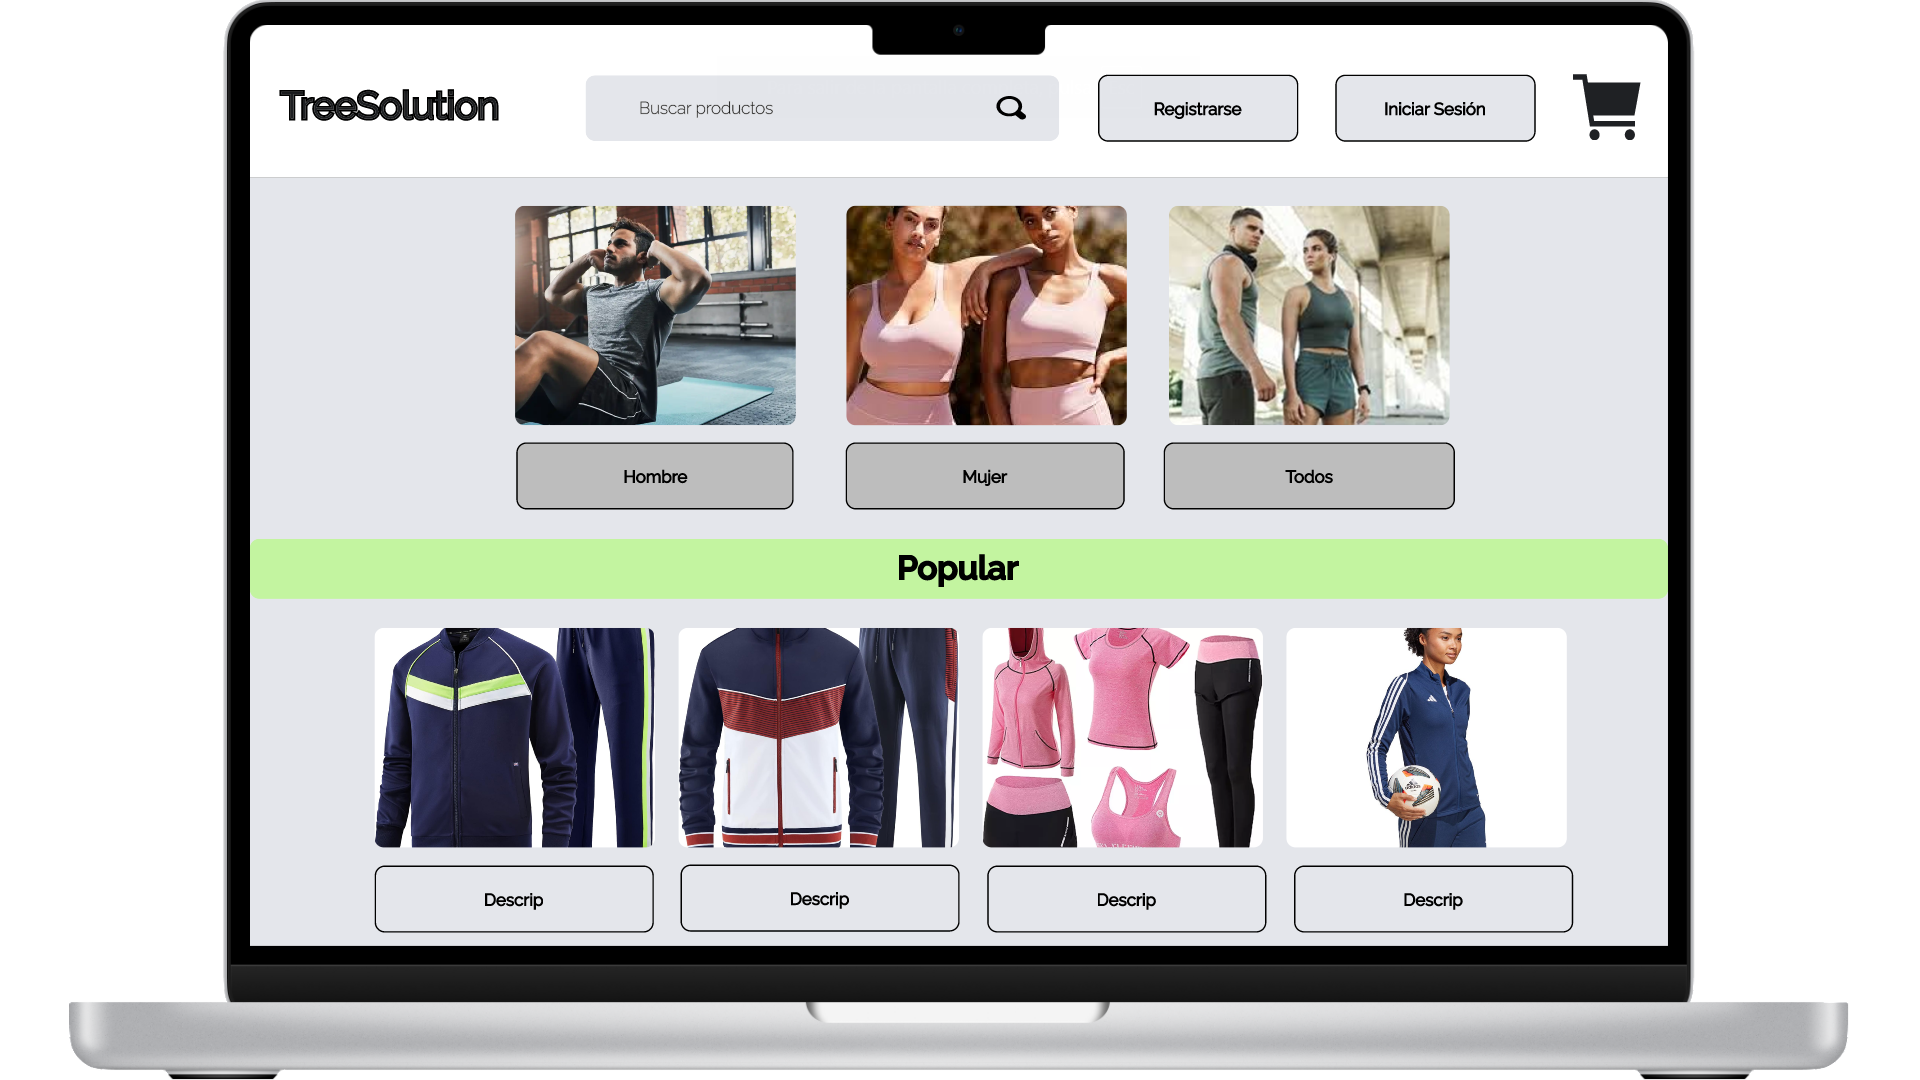 TreeSolution
Buscar productos
Registrarse
Iniciar Sesión
Hombre
Mujer
Todos
Popular
Descrip
Descrip
Descrip
Descrip